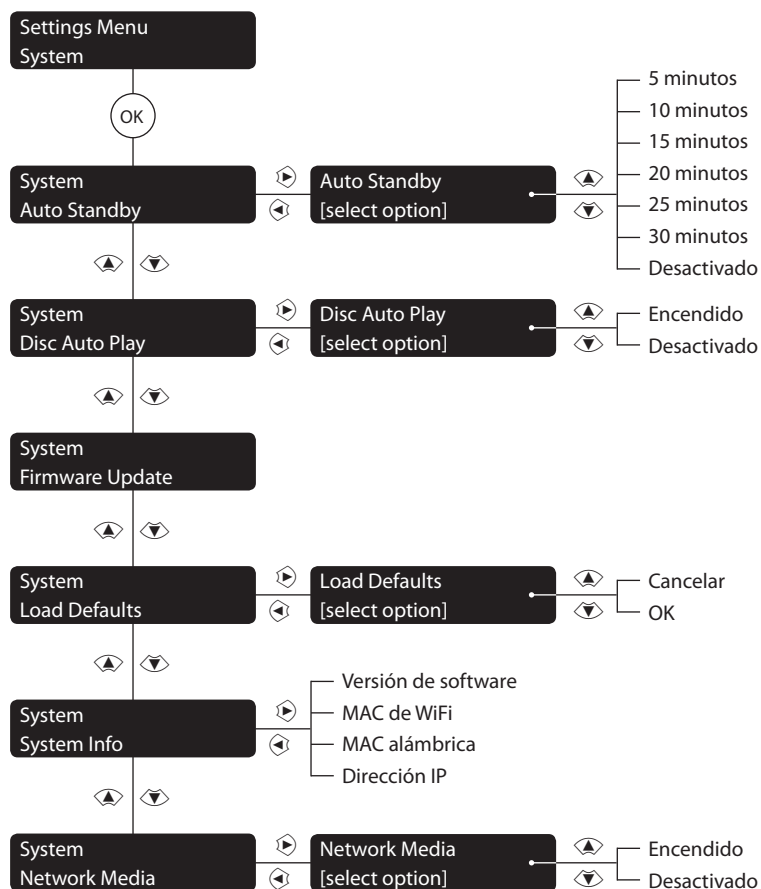 Settings Menu
System
OK
System
Auto Standby
Auto Standby
[select option]
5 minutos
10 minutos
15 minutos
20 minutos
25 minutos
30 minutos
Desactivado
System
Disc Auto Play
Disc Auto Play
[select option]
Encendido
Desactivado
System
Firmware Update
System
Load Defaults
Load Defaults
[select option]
Cancelar
OK
System
System Info
Versión de software
MAC de WiFi
MAC alámbrica
Dirección IP
System
Network Media
Network Media
[select option]
Encendido
Desactivado